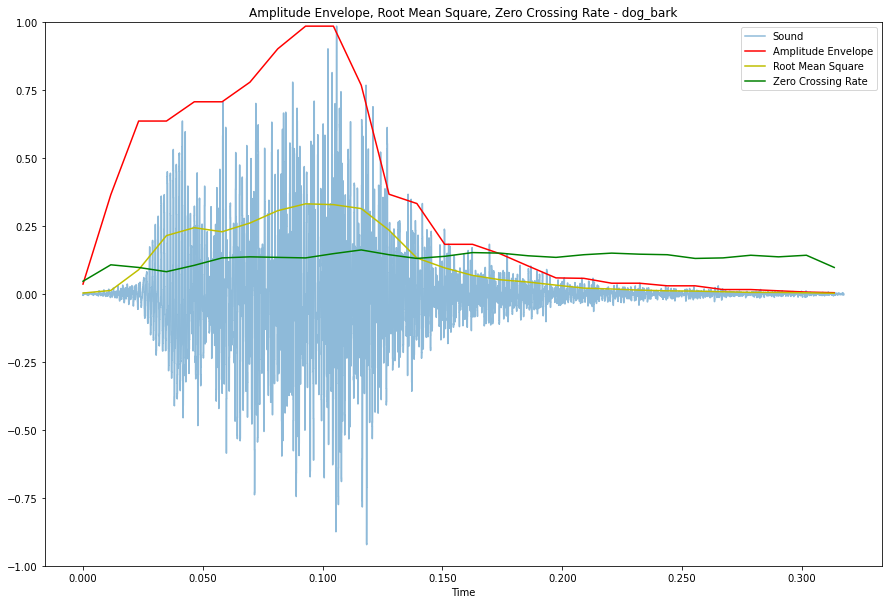 Amplitude Envelope, Root Mean Square, Zero Crossing Rate - dog_bark
Sound
Amplitude Envelope
Root Mean Square
Zero Crossing Rate
1.00
0.75
0.50
0.25
0.00
−0.25
−0.50
−0.75
−1.00
0.000 0.050 0.100 0.150 0.200 0.250 0.300
Time